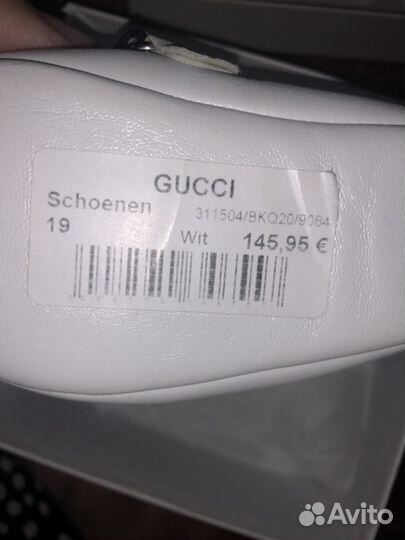 GUCCI
Schoenen 311504/BKQ20/9084
19 Wit 145,95 €
Avito